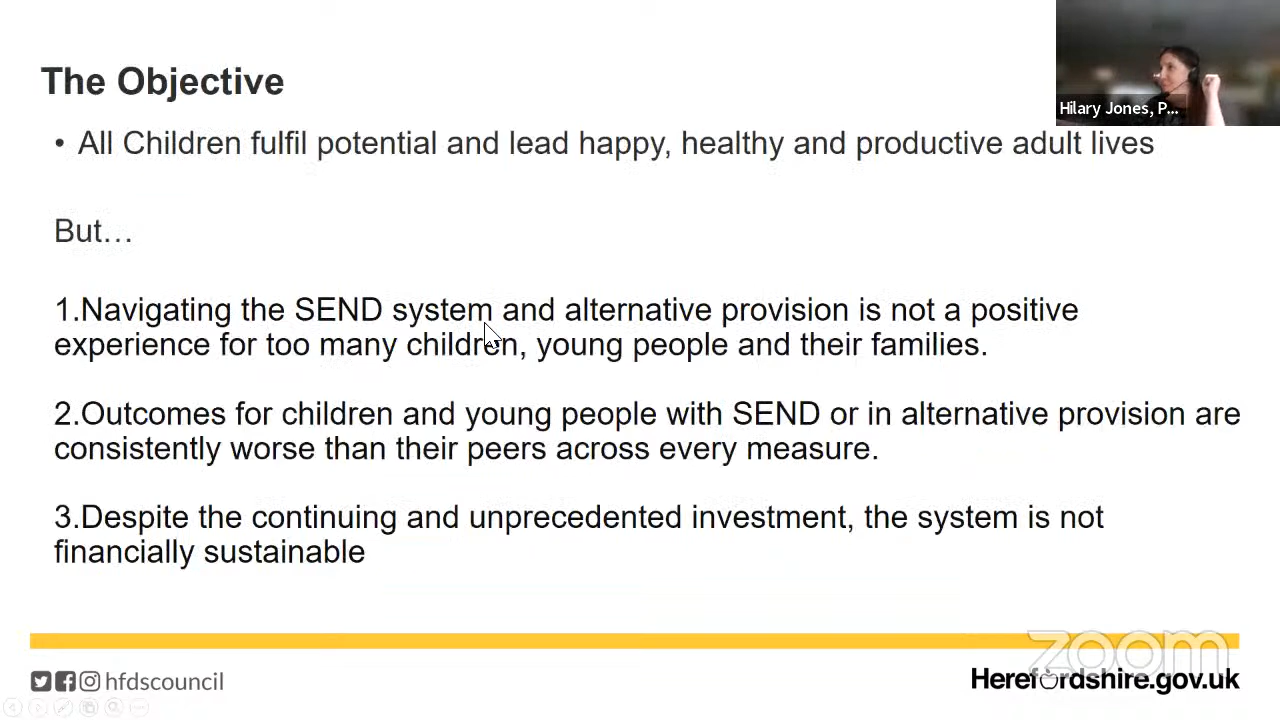 The Objective
Hilary Jones, P...
• All Children fulfil potential and lead happy, healthy and productive adult lives
But…
1.Navigating the SEND system and alternative provision is not a positive
experience for too many children, young people and their families.
2.Outcomes for children and young people with SEND or in alternative provision are
consistently worse than their peers across every measure.
3.Despite the continuing and unprecedented investment, the system is not
financially sustainable
zoom
hfdscouncil
Herefordshire.gov.uk